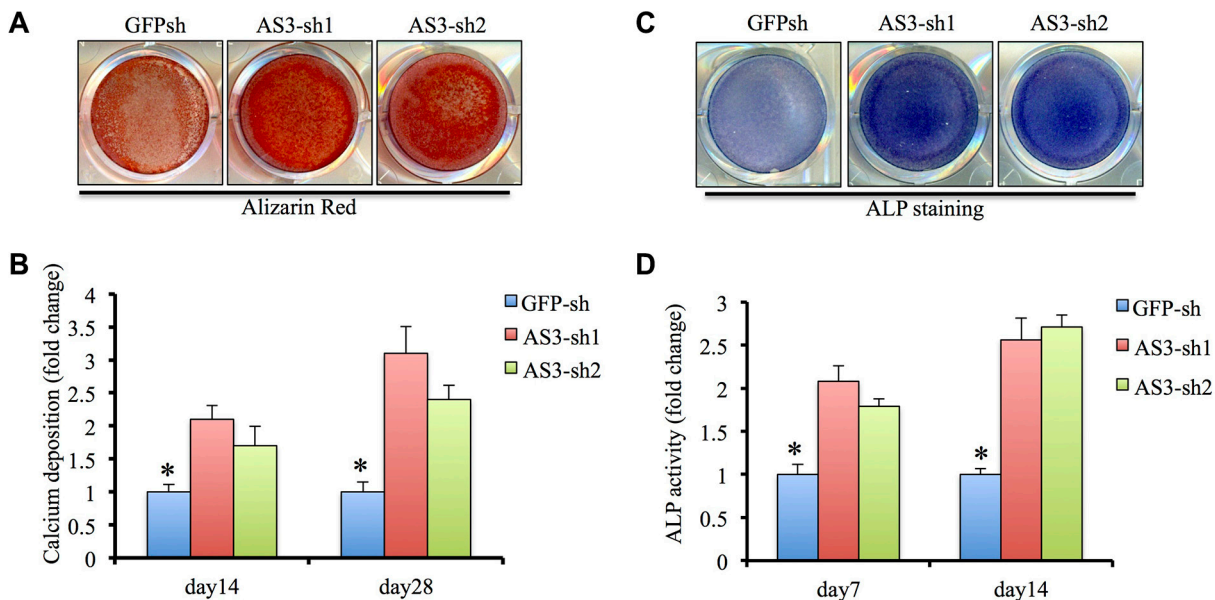 A
GFPsh AS3-sh1 AS3-sh2
Alizarin Red
B
Calcium deposition (fold change)
4
3.5
3
2.5
2
1.5
1
0.5
0
* *
day14 day28
GFP-sh
AS3-sh1
AS3-sh2
C
GFPsh AS3-sh1 AS3-sh2
ALP staining
D
ALP activity (fold change)
3
2.5
2
1.5
1
0.5
0
* *
day7 day14
GFP-sh
AS3-sh1
AS3-sh2